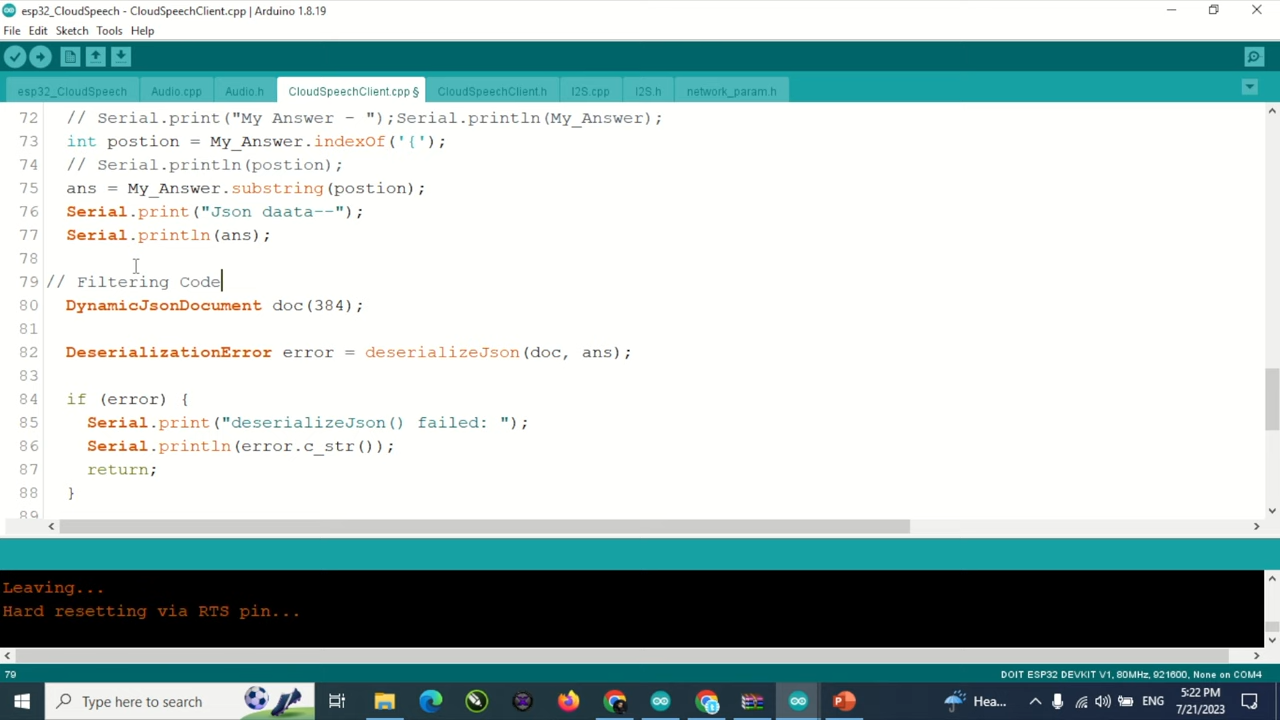 esp32_CloudSpeech - CloudSpeechClient.cpp | Arduino 1.8.19
File Edit Sketch Tools Help
esp32_CloudSpeech Audio.cpp Audio.h CloudSpeechClient.cpp § CloudSpeechClient.h I2S.cpp I2S.h network_param.h
72 // Serial.print("My Answer - ");Serial.println(My_Answer);
73 int postion = My_Answer.indexOf('{');
74 // Serial.println(postion);
75 ans = My_Answer.substring(postion);
76 Serial.print("Json daata--");
77 Serial.println(ans);
78
79 // Filtering Code
80 DynamicJsonDocument doc(384);
81
82 DeserializationError error = deserializeJson(doc, ans);
83
84 if (error) {
85 Serial.print("deserializeJson() failed: ");
86 Serial.println(error.c_str());
87 return;
88 }
89
Leaving...
Hard resetting via RTS pin...
79 DOIT ESP32 DEVKIT V1, 80MHz, 921600, None on COM4
Type here to search Hea... ENG 5:22 PM
7/21/2023